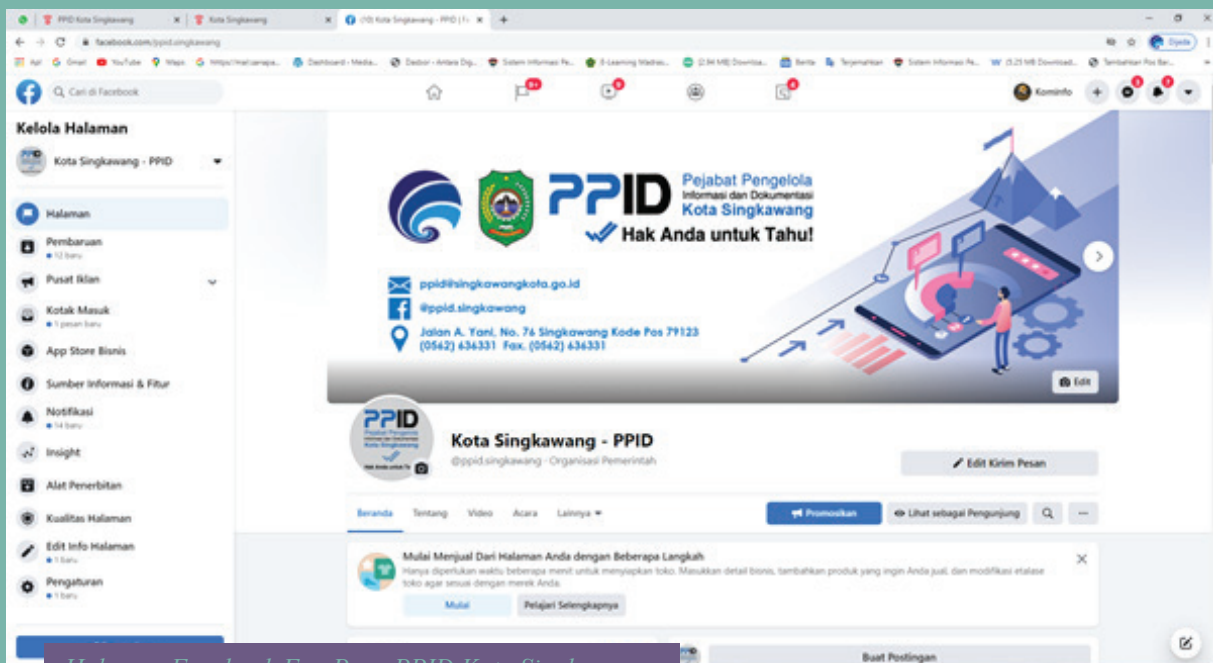 PPID Kota Singkawang
Kota Singkawang
(10) Kota Singkawang - PPID | Fa
facebook.com/ppid.singkawang
Dijeda
Gmail YouTube Maps
Terjemahkan
Cari di Facebook
Kominfo
Kelola Halaman
Kota Singkawang - PPID
Halaman
Pembaruan
12 baru
Pusat Iklan
Kotak Masuk
1 pesan baru
App Store Bisnis
Sumber Informasi & Fitur
Notifikasi
14 baru
Insight
Alat Penerbitan
Kualitas Halaman
Edit Info Halaman
1 baru
Pengaturan
1 baru
PPID
Pejabat Pengelola
Informasi dan Dokumentasi
Kota Singkawang
Hak Anda untuk Tahu!
ppid@singkawangkota.go.id
@ppid.singkawang
Jalan A. Yani, No. 76 Singkawang Kode Pos 79123
(0562) 636331 Fax. (0562) 636331
Edit
PPID
Kota Singkawang - PPID
@ppid.singkawang · Organisasi Pemerintah
Edit Kirim Pesan
Beranda Tentang Video Acara Lainnya
Promosikan
Lihat sebagai Pengunjung
Mulai Menjual Dari Halaman Anda dengan Beberapa Langkah
Hanya diperlukan waktu beberapa menit untuk menyiapkan toko. Masukkan detail bisnis, tambahkan produk yang ingin Anda jual, dan modifikasi etalase
toko agar sesuai dengan merek Anda.
Mulai
Pelajari Selengkapnya
Buat Postingan